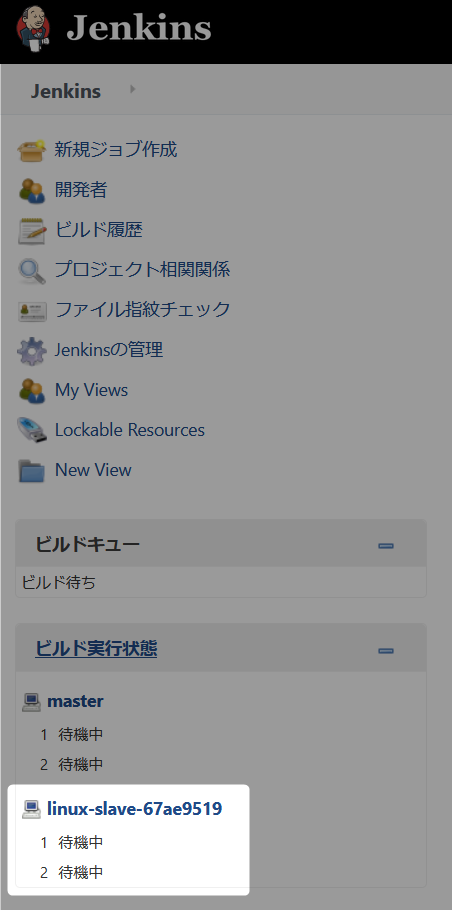 Jenkins
Jenkins
新規ジョブ作成
開発者
ビルド履歴
プロジェクト相関関係
ファイル指紋チェック
Jenkinsの管理
My Views
Lockable Resources
New View
ビルドキュー
ビルド待ち
ビルド実行状態
master
1 待機中
2 待機中
linux-slave-67ae9519
1 待機中
2 待機中